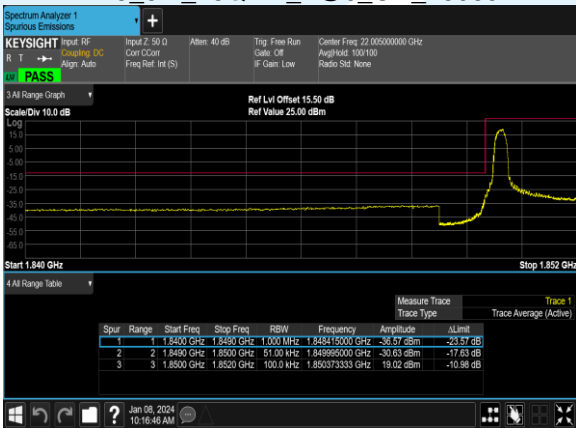 Spectrum Analyzer 1
Spurious Emissions
KEYSIGHT Input: RF Input Z: 50 Ω Atten: 40 dB Trig: Free Run Center Freq: 22.005000000 GHz
R T Coupling: DC Corr CCorr Gate: Off Avg|Hold: 100/100
Align: Auto Freq Ref: Int (S) IF Gain: Low Radio Std: None
PASS
3 All Range Graph
Ref Lvl Offset 15.50 dB
Scale/Div 10.0 dB Ref Value 25.00 dBm
Log
15.0
5.00
-5.00
-15.0
-25.0
-35.0
-45.0
-55.0
-65.0
Start 1.840 GHz Stop 1.852 GHz
4 All Range Table
Measure Trace Trace 1
Trace Type Trace Average (Active)
Spur Range Start Freq Stop Freq RBW Frequency Amplitude ΔLimit
1 1 1.8400 GHz 1.8490 GHz 1.000 MHz 1.848415000 GHz -36.57 dBm -23.57 dB
2 2 1.8490 GHz 1.8500 GHz 51.00 kHz 1.849995000 GHz -30.63 dBm -17.63 dB
3 3 1.8500 GHz 1.8520 GHz 100.0 kHz 1.850373333 GHz 19.02 dBm -10.98 dB
? Jan 08, 2024
10:16:46 AM